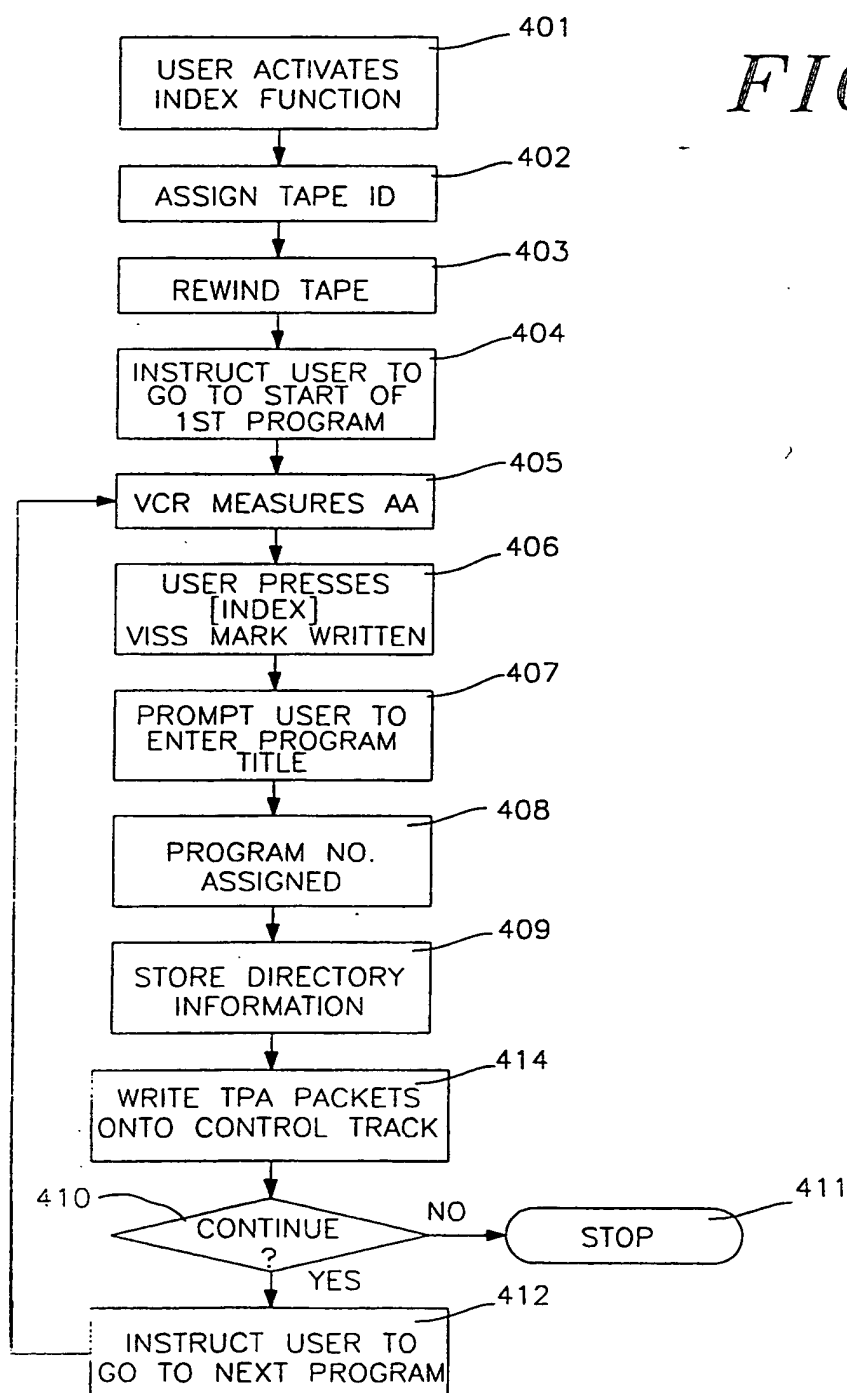 401
FIG
USER ACTIVATES
INDEX FUNCTION
402
ASSIGN TAPE ID
403
REWIND TAPE
404
INSTRUCT USER TO
GO TO START OF
1ST PROGRAM
405
VCR MEASURES AA
406
USER PRESSES
[INDEX]
VISS MARK WRITTEN
407
PROMPT USER TO
ENTER PROGRAM
TITLE
408
PROGRAM NO.
ASSIGNED
409
STORE DIRECTORY
INFORMATION
414
WRITE TPA PACKETS
ONTO CONTROL TRACK
410
CONTINUE
?
NO
411
STOP
YES
412
INSTRUCT USER TO
GO TO NEXT PROGRAM